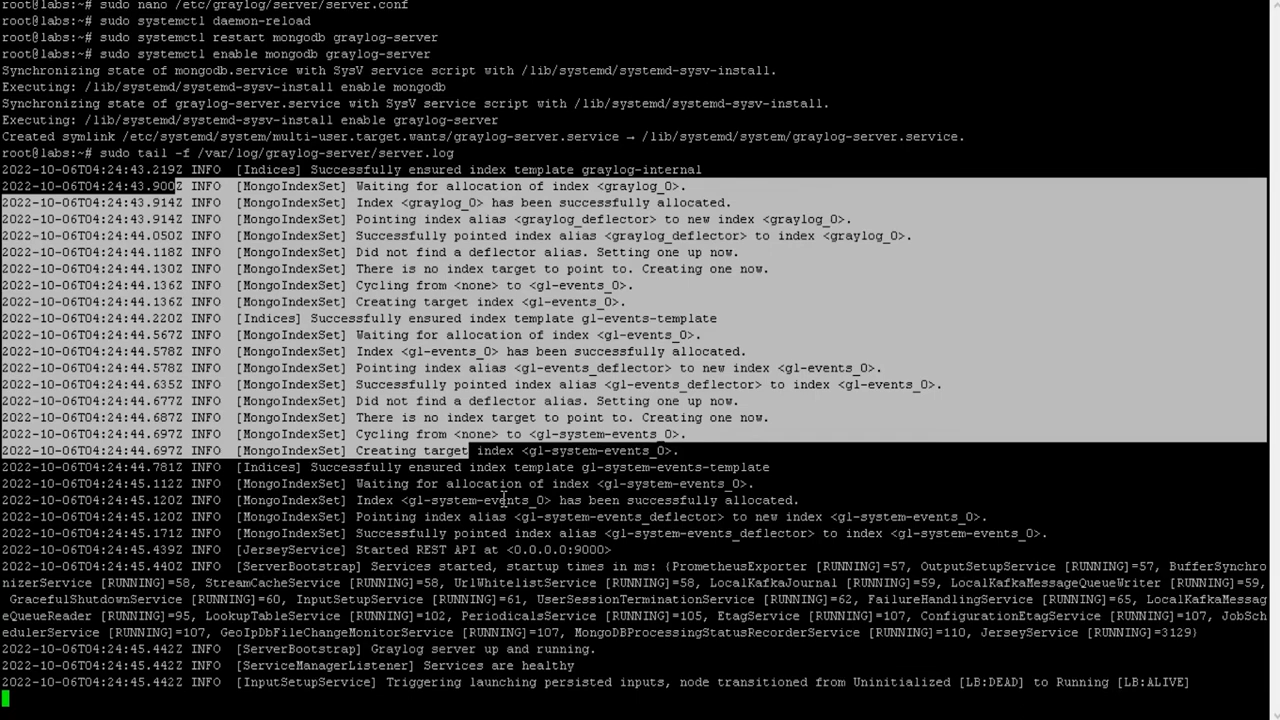 root@labs:~# sudo nano /etc/graylog/server/server.conf
root@labs:~# sudo systemctl daemon-reload
root@labs:~# sudo systemctl restart mongodb graylog-server
root@labs:~# sudo systemctl enable mongodb graylog-server
Synchronizing state of mongodb.service with SysV service script with /lib/systemd/systemd-sysv-install.
Executing: /lib/systemd/systemd-sysv-install enable mongodb
Synchronizing state of graylog-server.service with SysV service script with /lib/systemd/systemd-sysv-install.
Executing: /lib/systemd/systemd-sysv-install enable graylog-server
Created symlink /etc/systemd/system/multi-user.target.wants/graylog-server.service → /lib/systemd/system/graylog-server.service.
root@labs:~# sudo tail -f /var/log/graylog-server/server.log
2022-10-06T04:24:43.219Z INFO  [Indices] Successfully ensured index template graylog-internal
2022-10-06T04:24:43.900Z INFO  [MongoIndexSet] Waiting for allocation of index <graylog_0>.
2022-10-06T04:24:43.914Z INFO  [MongoIndexSet] Index <graylog_0> has been successfully allocated.
2022-10-06T04:24:43.914Z INFO  [MongoIndexSet] Pointing index alias <graylog_deflector> to new index <graylog_0>.
2022-10-06T04:24:44.050Z INFO  [MongoIndexSet] Successfully pointed index alias <graylog_deflector> to index <graylog_0>.
2022-10-06T04:24:44.118Z INFO  [MongoIndexSet] Did not find a deflector alias. Setting one up now.
2022-10-06T04:24:44.130Z INFO  [MongoIndexSet] There is no index target to point to. Creating one now.
2022-10-06T04:24:44.136Z INFO  [MongoIndexSet] Cycling from <none> to <gl-events_0>.
2022-10-06T04:24:44.136Z INFO  [MongoIndexSet] Creating target index <gl-events_0>.
2022-10-06T04:24:44.220Z INFO  [Indices] Successfully ensured index template gl-events-template
2022-10-06T04:24:44.567Z INFO  [MongoIndexSet] Waiting for allocation of index <gl-events_0>.
2022-10-06T04:24:44.578Z INFO  [MongoIndexSet] Index <gl-events_0> has been successfully allocated.
2022-10-06T04:24:44.578Z INFO  [MongoIndexSet] Pointing index alias <gl-events_deflector> to new index <gl-events_0>.
2022-10-06T04:24:44.635Z INFO  [MongoIndexSet] Successfully pointed index alias <gl-events_deflector> to index <gl-events_0>.
2022-10-06T04:24:44.677Z INFO  [MongoIndexSet] Did not find a deflector alias. Setting one up now.
2022-10-06T04:24:44.687Z INFO  [MongoIndexSet] There is no index target to point to. Creating one now.
2022-10-06T04:24:44.697Z INFO  [MongoIndexSet] Cycling from <none> to <gl-system-events_0>.
2022-10-06T04:24:44.697Z INFO  [MongoIndexSet] Creating target index <gl-system-events_0>.
2022-10-06T04:24:44.781Z INFO  [Indices] Successfully ensured index template gl-system-events-template
2022-10-06T04:24:45.112Z INFO  [MongoIndexSet] Waiting for allocation of index <gl-system-events_0>.
2022-10-06T04:24:45.120Z INFO  [MongoIndexSet] Index <gl-system-events_0> has been successfully allocated.
2022-10-06T04:24:45.120Z INFO  [MongoIndexSet] Pointing index alias <gl-system-events_deflector> to new index <gl-system-events_0>.
2022-10-06T04:24:45.171Z INFO  [MongoIndexSet] Successfully pointed index alias <gl-system-events_deflector> to index <gl-system-events_0>.
2022-10-06T04:24:45.439Z INFO  [JerseyService] Started REST API at <0.0.0.0:9000>
2022-10-06T04:24:45.440Z INFO  [ServerBootstrap] Services started, startup times in ms: {PrometheusExporter [RUNNING]=57, OutputSetupService [RUNNING]=57, BufferSynchro
nizerService [RUNNING]=58, StreamCacheService [RUNNING]=58, UrlWhitelistService [RUNNING]=58, LocalKafkaJournal [RUNNING]=59, LocalKafkaMessageQueueWriter [RUNNING]=59,
GracefulShutdownService [RUNNING]=60, InputSetupService [RUNNING]=61, UserSessionTerminationService [RUNNING]=62, FailureHandlingService [RUNNING]=65, LocalKafkaMessag
eQueueReader [RUNNING]=95, LookupTableService [RUNNING]=102, PeriodicalsService [RUNNING]=105, EtagService [RUNNING]=107, ConfigurationEtagService [RUNNING]=107, JobSch
edulerService [RUNNING]=107, GeoIpDbFileChangeMonitorService [RUNNING]=107, MongoDBProcessingStatusRecorderService [RUNNING]=110, JerseyService [RUNNING]=3129}
2022-10-06T04:24:45.442Z INFO  [ServerBootstrap] Graylog server up and running.
2022-10-06T04:24:45.442Z INFO  [ServiceManagerListener] Services are healthy
2022-10-06T04:24:45.442Z INFO  [InputSetupService] Triggering launching persisted inputs, node transitioned from Uninitialized [LB:DEAD] to Running [LB:ALIVE]